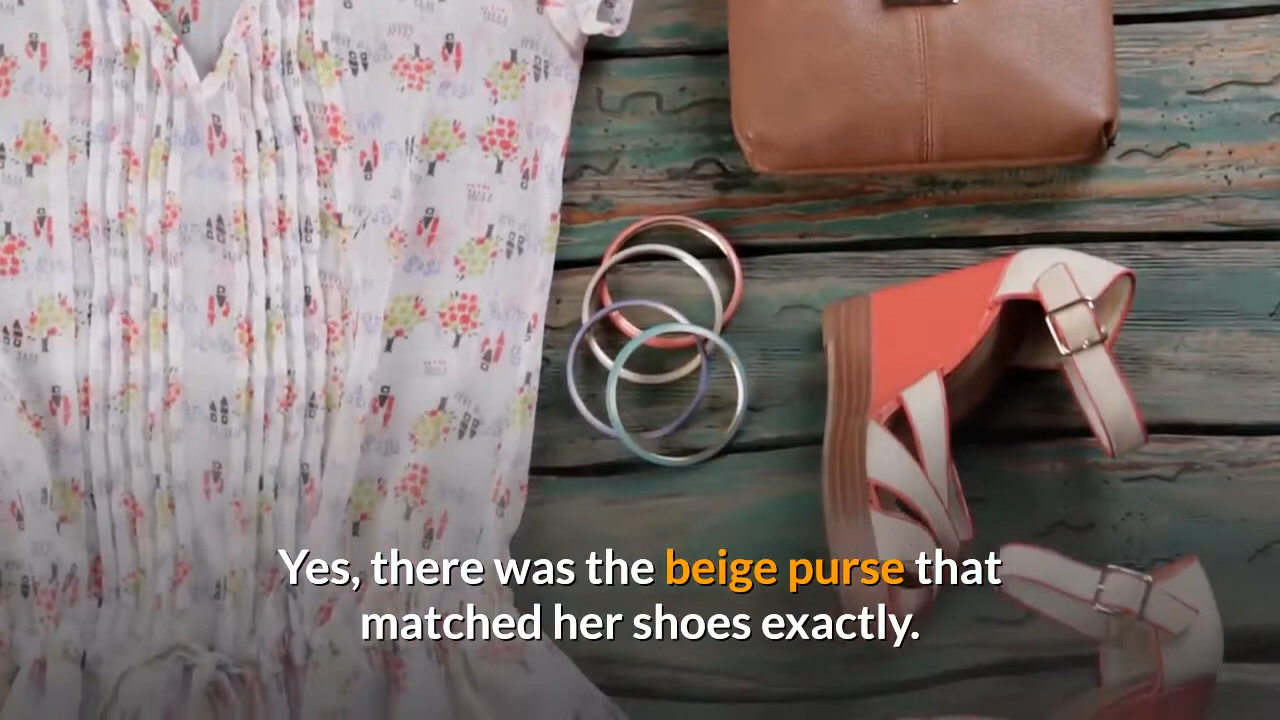 Yes, there was the beige purse that
matched her shoes exactly.